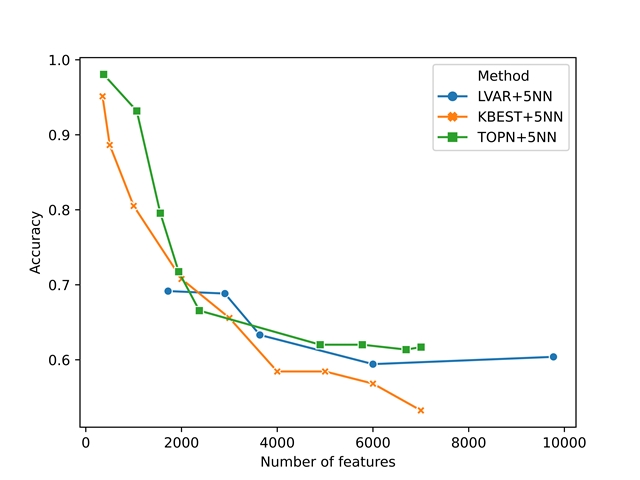 1.0
0.9
0.8
0.7
0.6
Accuracy
Method
LVAR+5NN
KBEST+5NN
TOPN+5NN
0 2000 4000 6000 8000 10000
Number of features